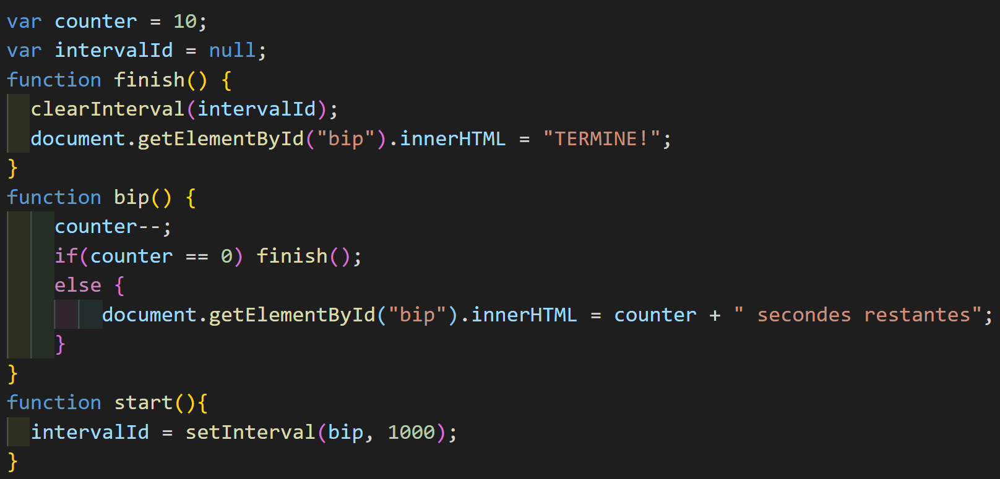 var counter = 10;
var intervalId = null;
function finish() {
  clearInterval(intervalId);
  document.getElementById("bip").innerHTML = "TERMINE!";
}
function bip() {
    counter--;
    if(counter == 0) finish();
    else {
        document.getElementById("bip").innerHTML = counter + " secondes restantes";
    }
}
function start(){
  intervalId = setInterval(bip, 1000);
}